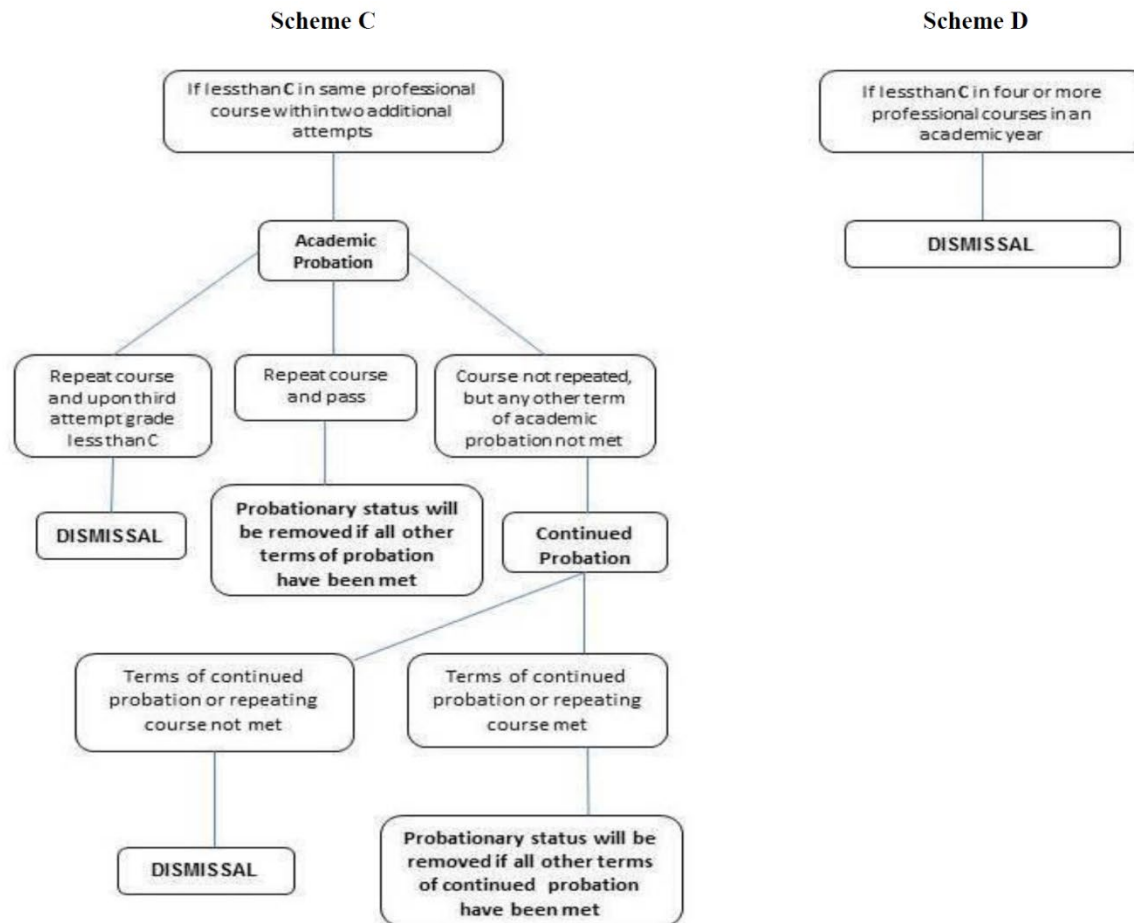 Scheme C
Scheme D
If lessthan C in same professional
course within two additional
attempts
If lessthan C in four or more
professional courses in an
academic year
Academic
Probation
DISMISSAL
Repeat course
and upon third
attempt grade
less than C
Repeat course
and pass
Course not repeated,
but any other term
of academic
probation not met
DISMISSAL
Probationary status will
be removed if all other
terms of probation
have been met
Continued
Probation
Terms of continued
probation or repeating
course not met
Terms of continued
probation or repeating
course met
DISMISSAL
Probationary status will be
removed if all other terms
of continued probation
have been met